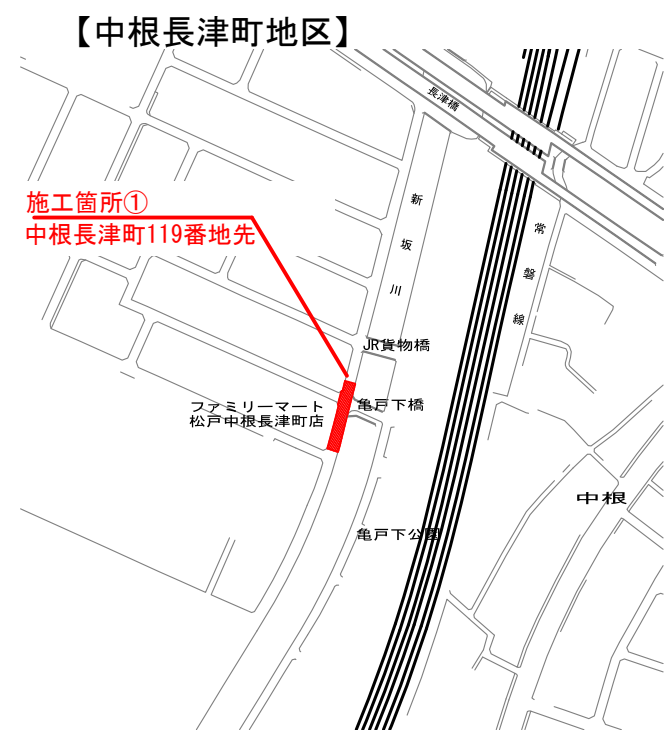 【中根長津町地区】
長津橋
施工箇所①
中根長津町119番地先
新坂川
常磐線
JR貨物橋
ファミリーマート
松戸中根長津町店
亀戸下橋
中根
亀戸下公園